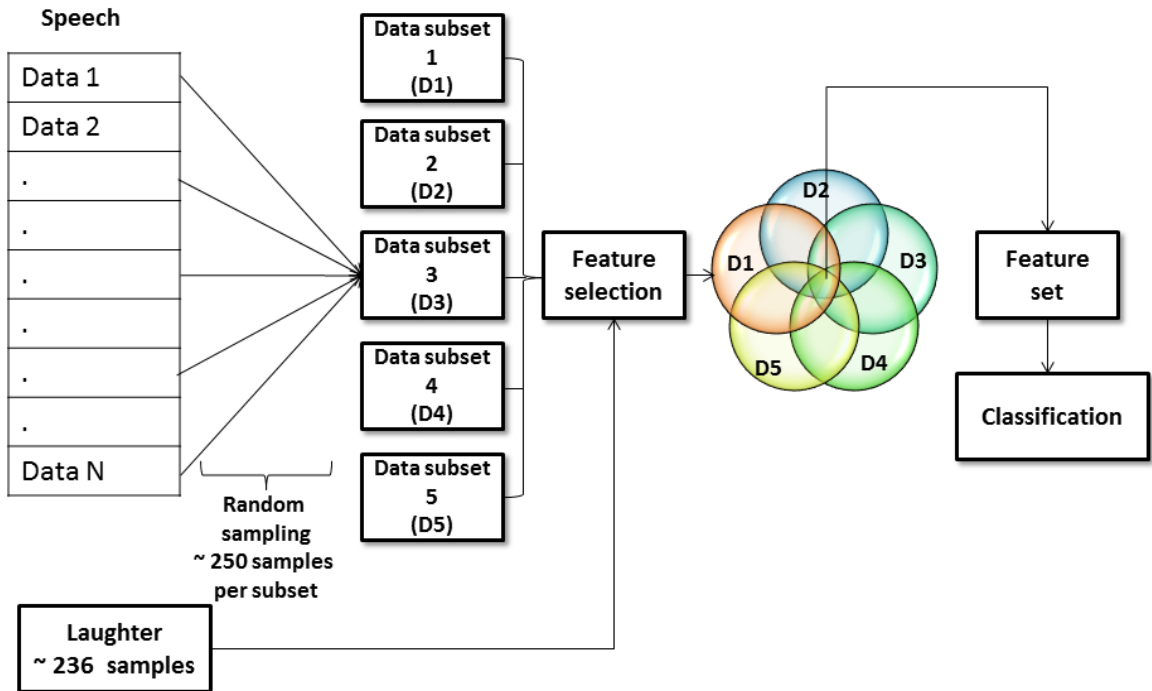 Speech
Data 1
Data 2
.
.
.
.
.
.
Data N
Random
sampling
~ 250 samples
per subset
Laughter
~ 236 samples
Data subset
1
(D1)
Data subset
2
(D2)
Data subset
3
(D3)
Data subset
4
(D4)
Data subset
5
(D5)
Feature
selection
D2
D1
D3
D5
D4
Feature
set
Classification